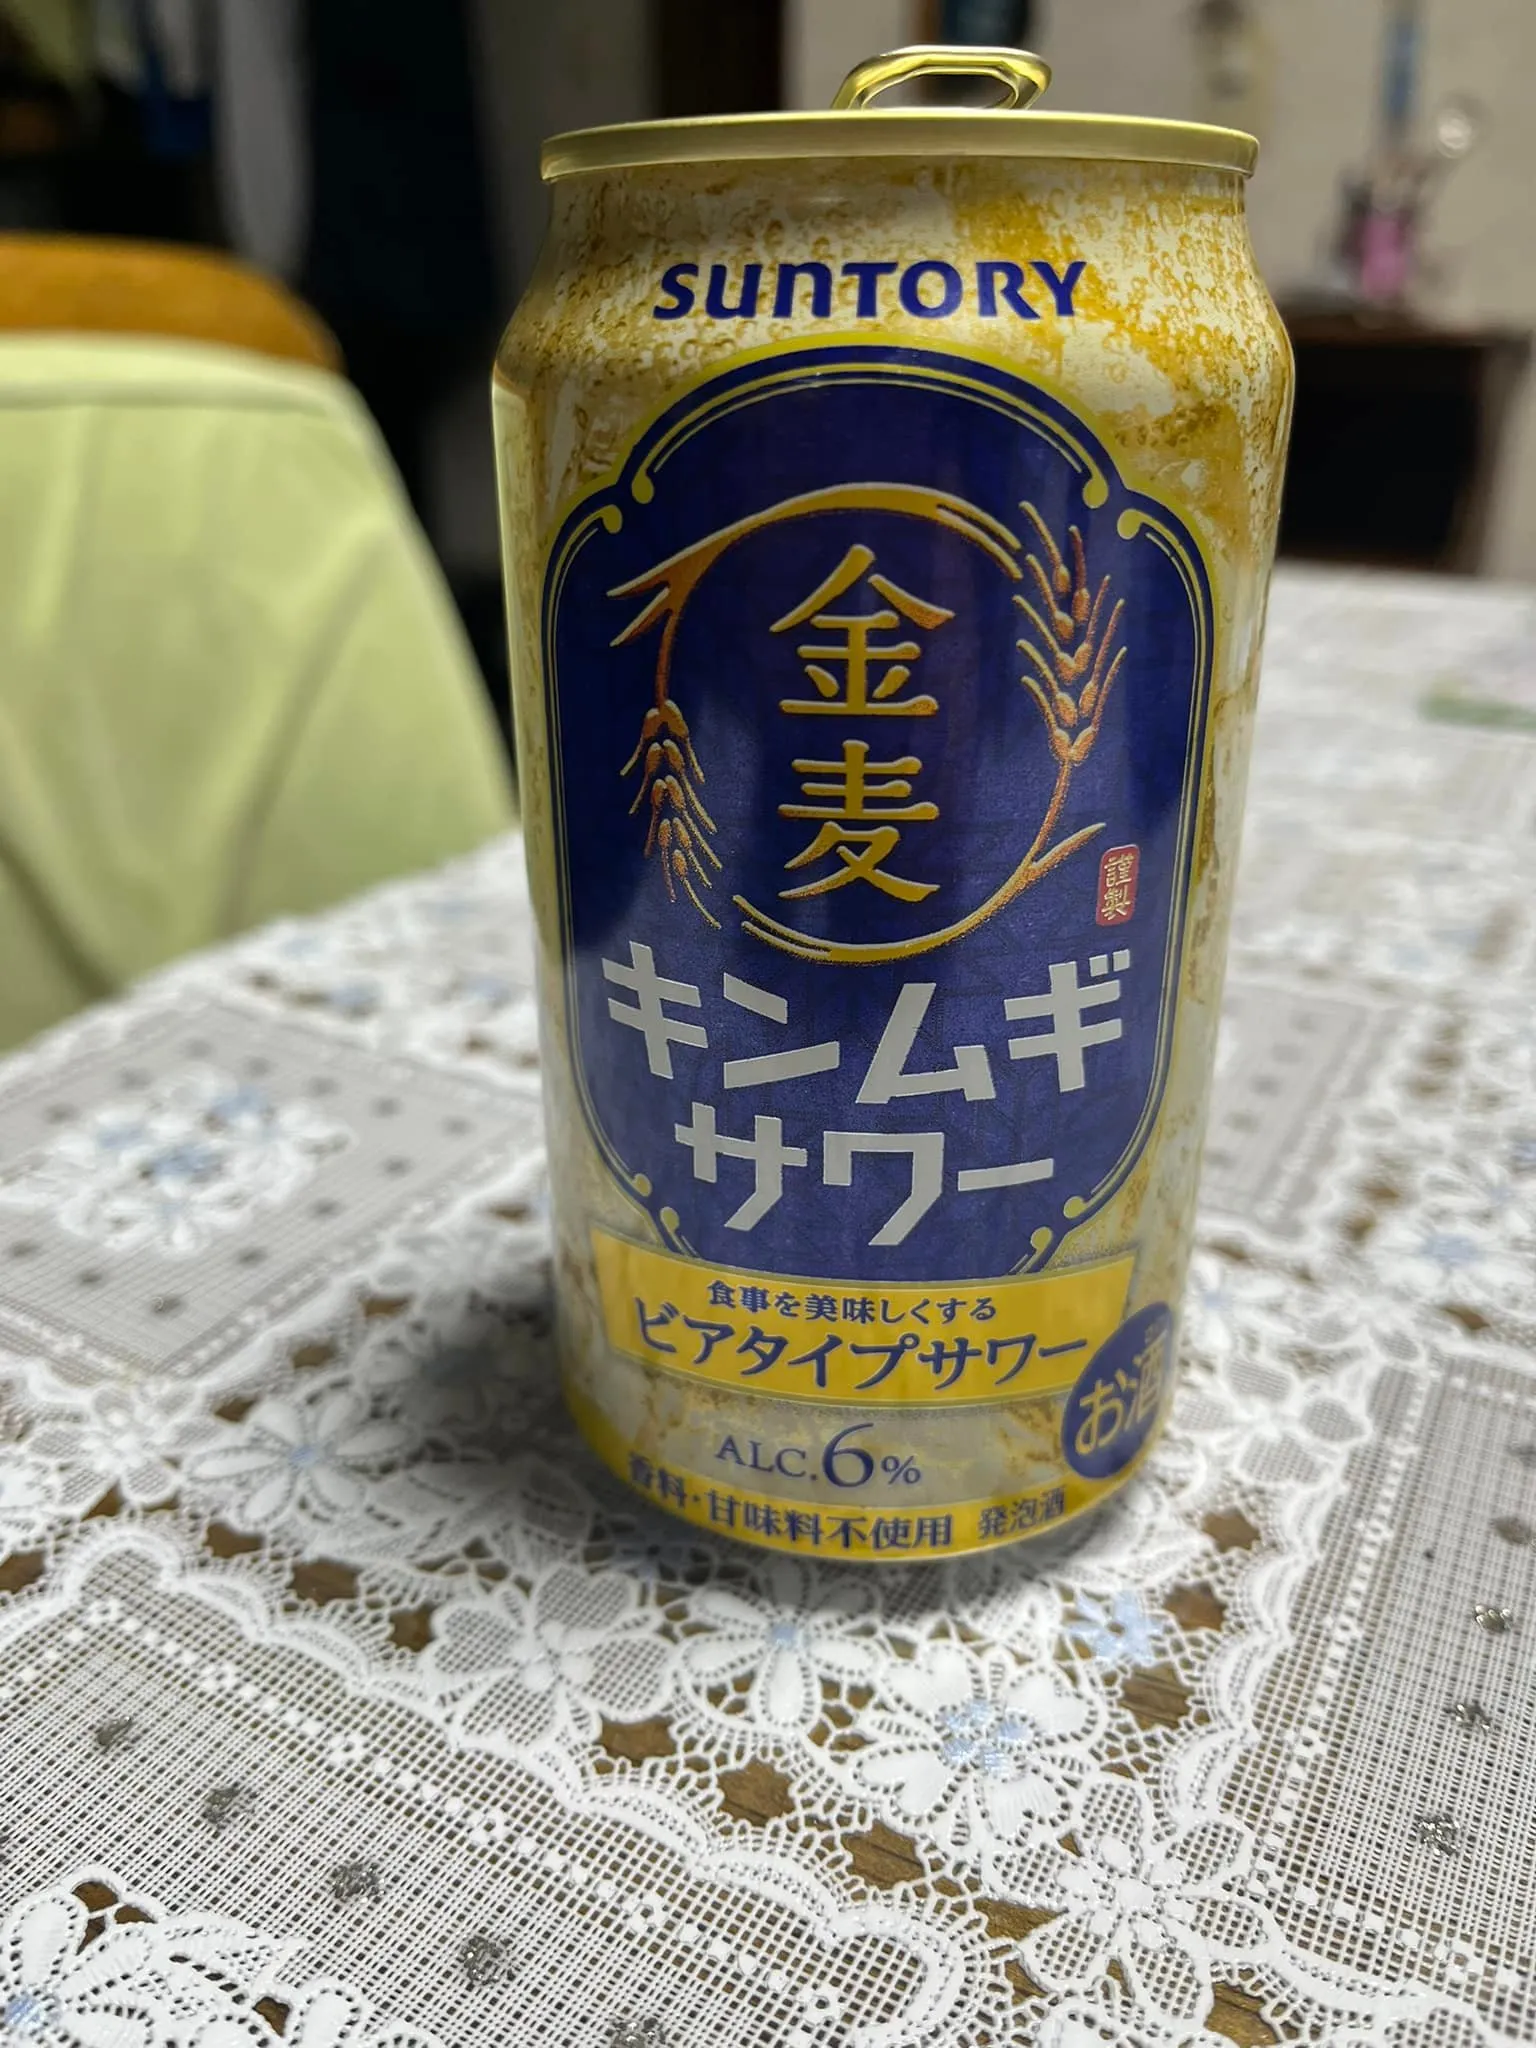 SUNTORY
金
麦
謹製
キンムギ
サワー
食事を美味しくする
ビアタイプサワー
お酒
ALC.6%
香料・甘味料不使用 発泡酒